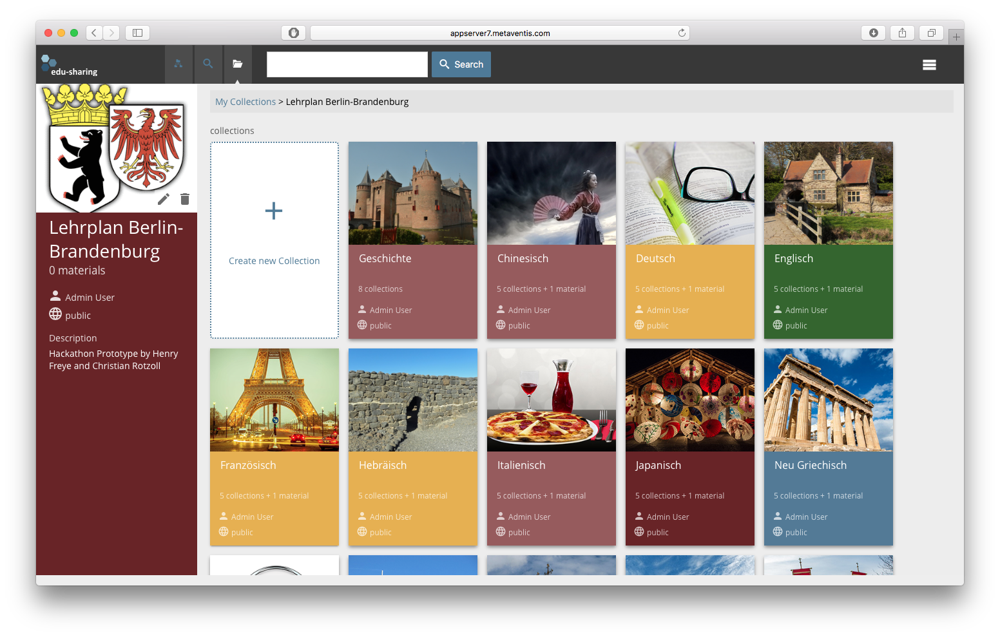 appserver7.metaventis.com
edu-sharing
Search
My Collections > Lehrplan Berlin-Brandenburg
Lehrplan Berlin-
Brandenburg
0 materials
Admin User
public
Description
Hackathon Prototype by Henry
Freye and Christian Rotzoll
collections
Create new Collection
Geschichte
8 collections
Admin User
public
Chinesisch
5 collections + 1 material
Admin User
public
Deutsch
5 collections + 1 material
Admin User
public
Englisch
5 collections + 1 material
Admin User
public
Französisch
5 collections + 1 material
Admin User
public
Hebräisch
5 collections + 1 material
Admin User
public
Italienisch
5 collections + 1 material
Admin User
public
Japanisch
5 collections + 1 material
Admin User
public
Neu Griechisch
5 collections + 1 material
Admin User
public